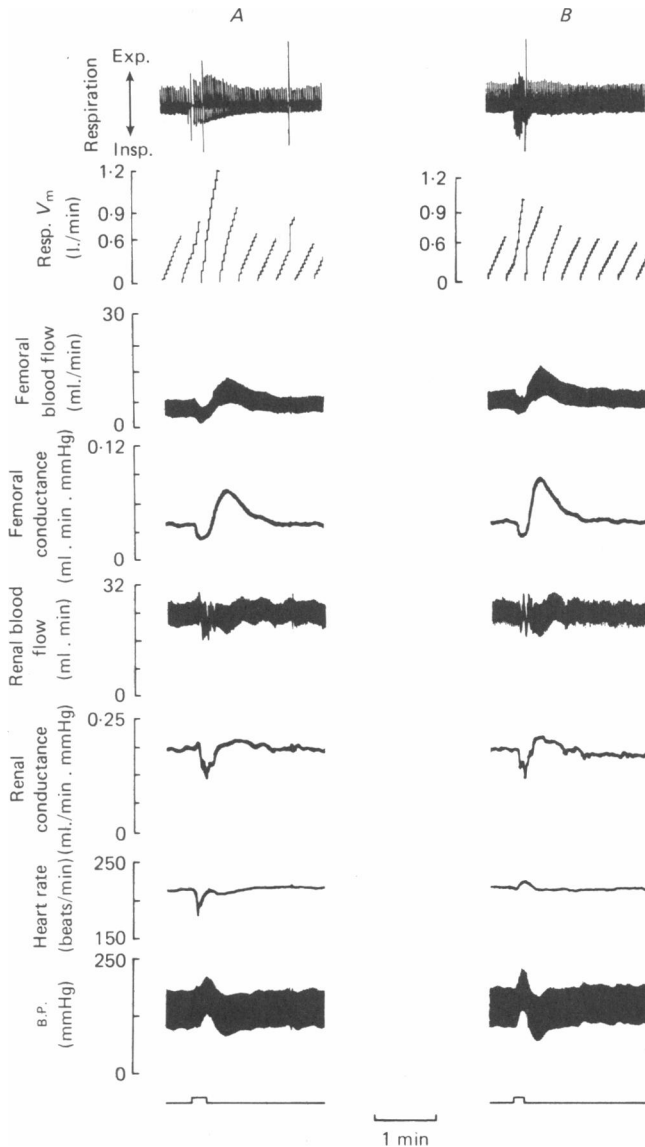 A
B
Exp.
Respiration
Insp.
1·2
0·9
0·6
0
Resp. Vm
(l./min)
1·2
0·9
0·6
0
30
0
Femoral
blood flow
(ml./min)
0·12
0
Femoral
conductance
(ml . min . mmHg)
32
0
Renal blood
flow
(ml . min)
0·25
0
Renal
conductance
(ml./min . mmHg)
250
150
Heart rate
(beats/min)
250
0
B.P.
(mmHg)
1 min